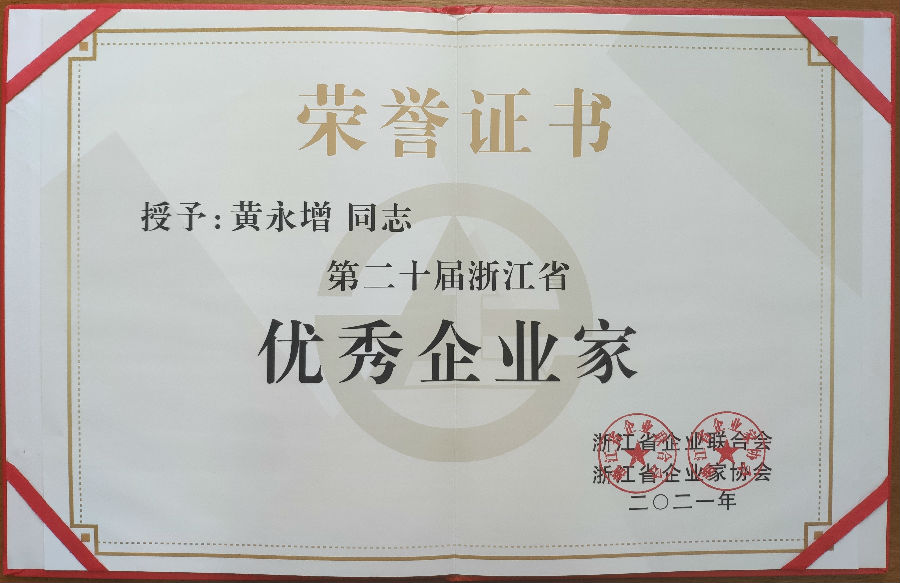 荣誉证书
授予:黄永增 同志
第二十届浙江省
优秀企业家
浙江省企业联合会
浙江省企业家协会
二〇二一年